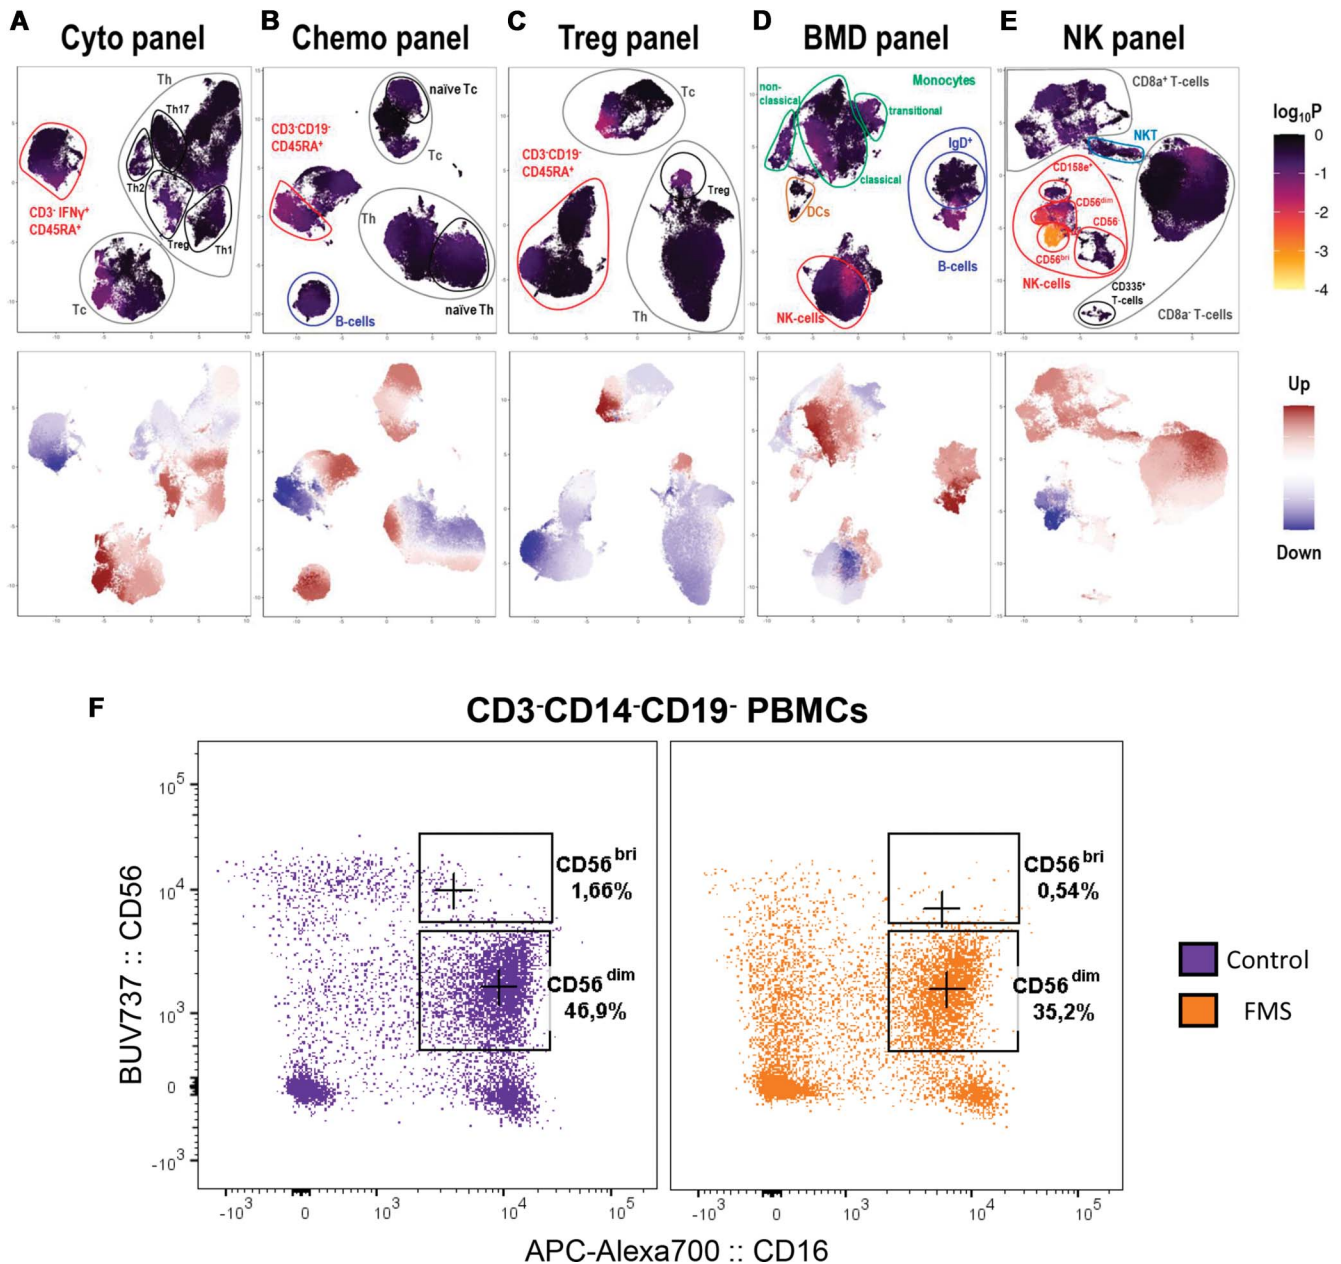 A
Cyto panel
B
Chemo panel
C
Treg panel
D
BMD panel
E
NK panel
Th
Th17
Th2
Treg
Th1
CD3⁻ IFNγ⁺
CD45RA⁺
Tc
naïve Tc
Tc
CD3⁻CD19⁻
CD45RA⁺
Th
naïve Th
B-cells
Tc
CD3⁻CD19⁻
CD45RA⁺
Treg
Th
non-
classical
Monocytes
transitional
classical
IgD⁺
DCs
B-cells
NK-cells
CD8a⁺ T-cells
NKT
CD158e⁺
CD56ᵈⁱᵐ
CD56⁻
CD56ᵇʳⁱ
NK-cells
CD335⁺
T-cells
CD8a⁻ T-cells
log₁₀P
0
-1
-2
-3
-4
Up
Down
F
CD3⁻CD14⁻CD19⁻ PBMCs
BUV737 :: CD56
10⁵
10⁴
10³
0
-10³
CD56ᵇʳⁱ
1,66%
CD56ᵈⁱᵐ
46,9%
CD56ᵇʳⁱ
0,54%
CD56ᵈⁱᵐ
35,2%
Control
FMS
-10³ 0 10³ 10⁴ 10⁵
-10³ 0 10³ 10⁴ 10⁵
APC-Alexa700 :: CD16